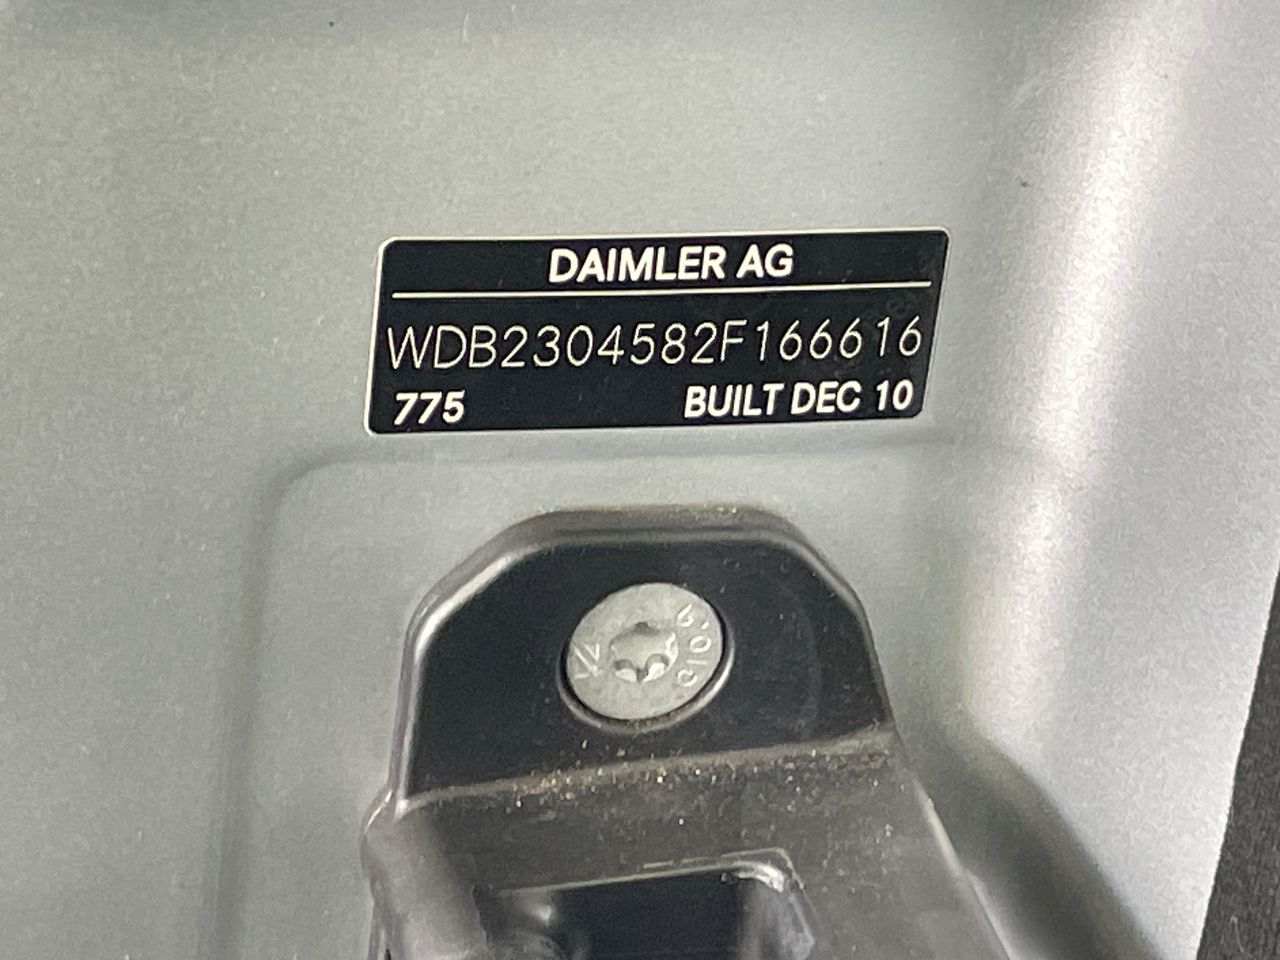 DAIMLER AG
WDB2304582F166616
775 BUILT DEC 10